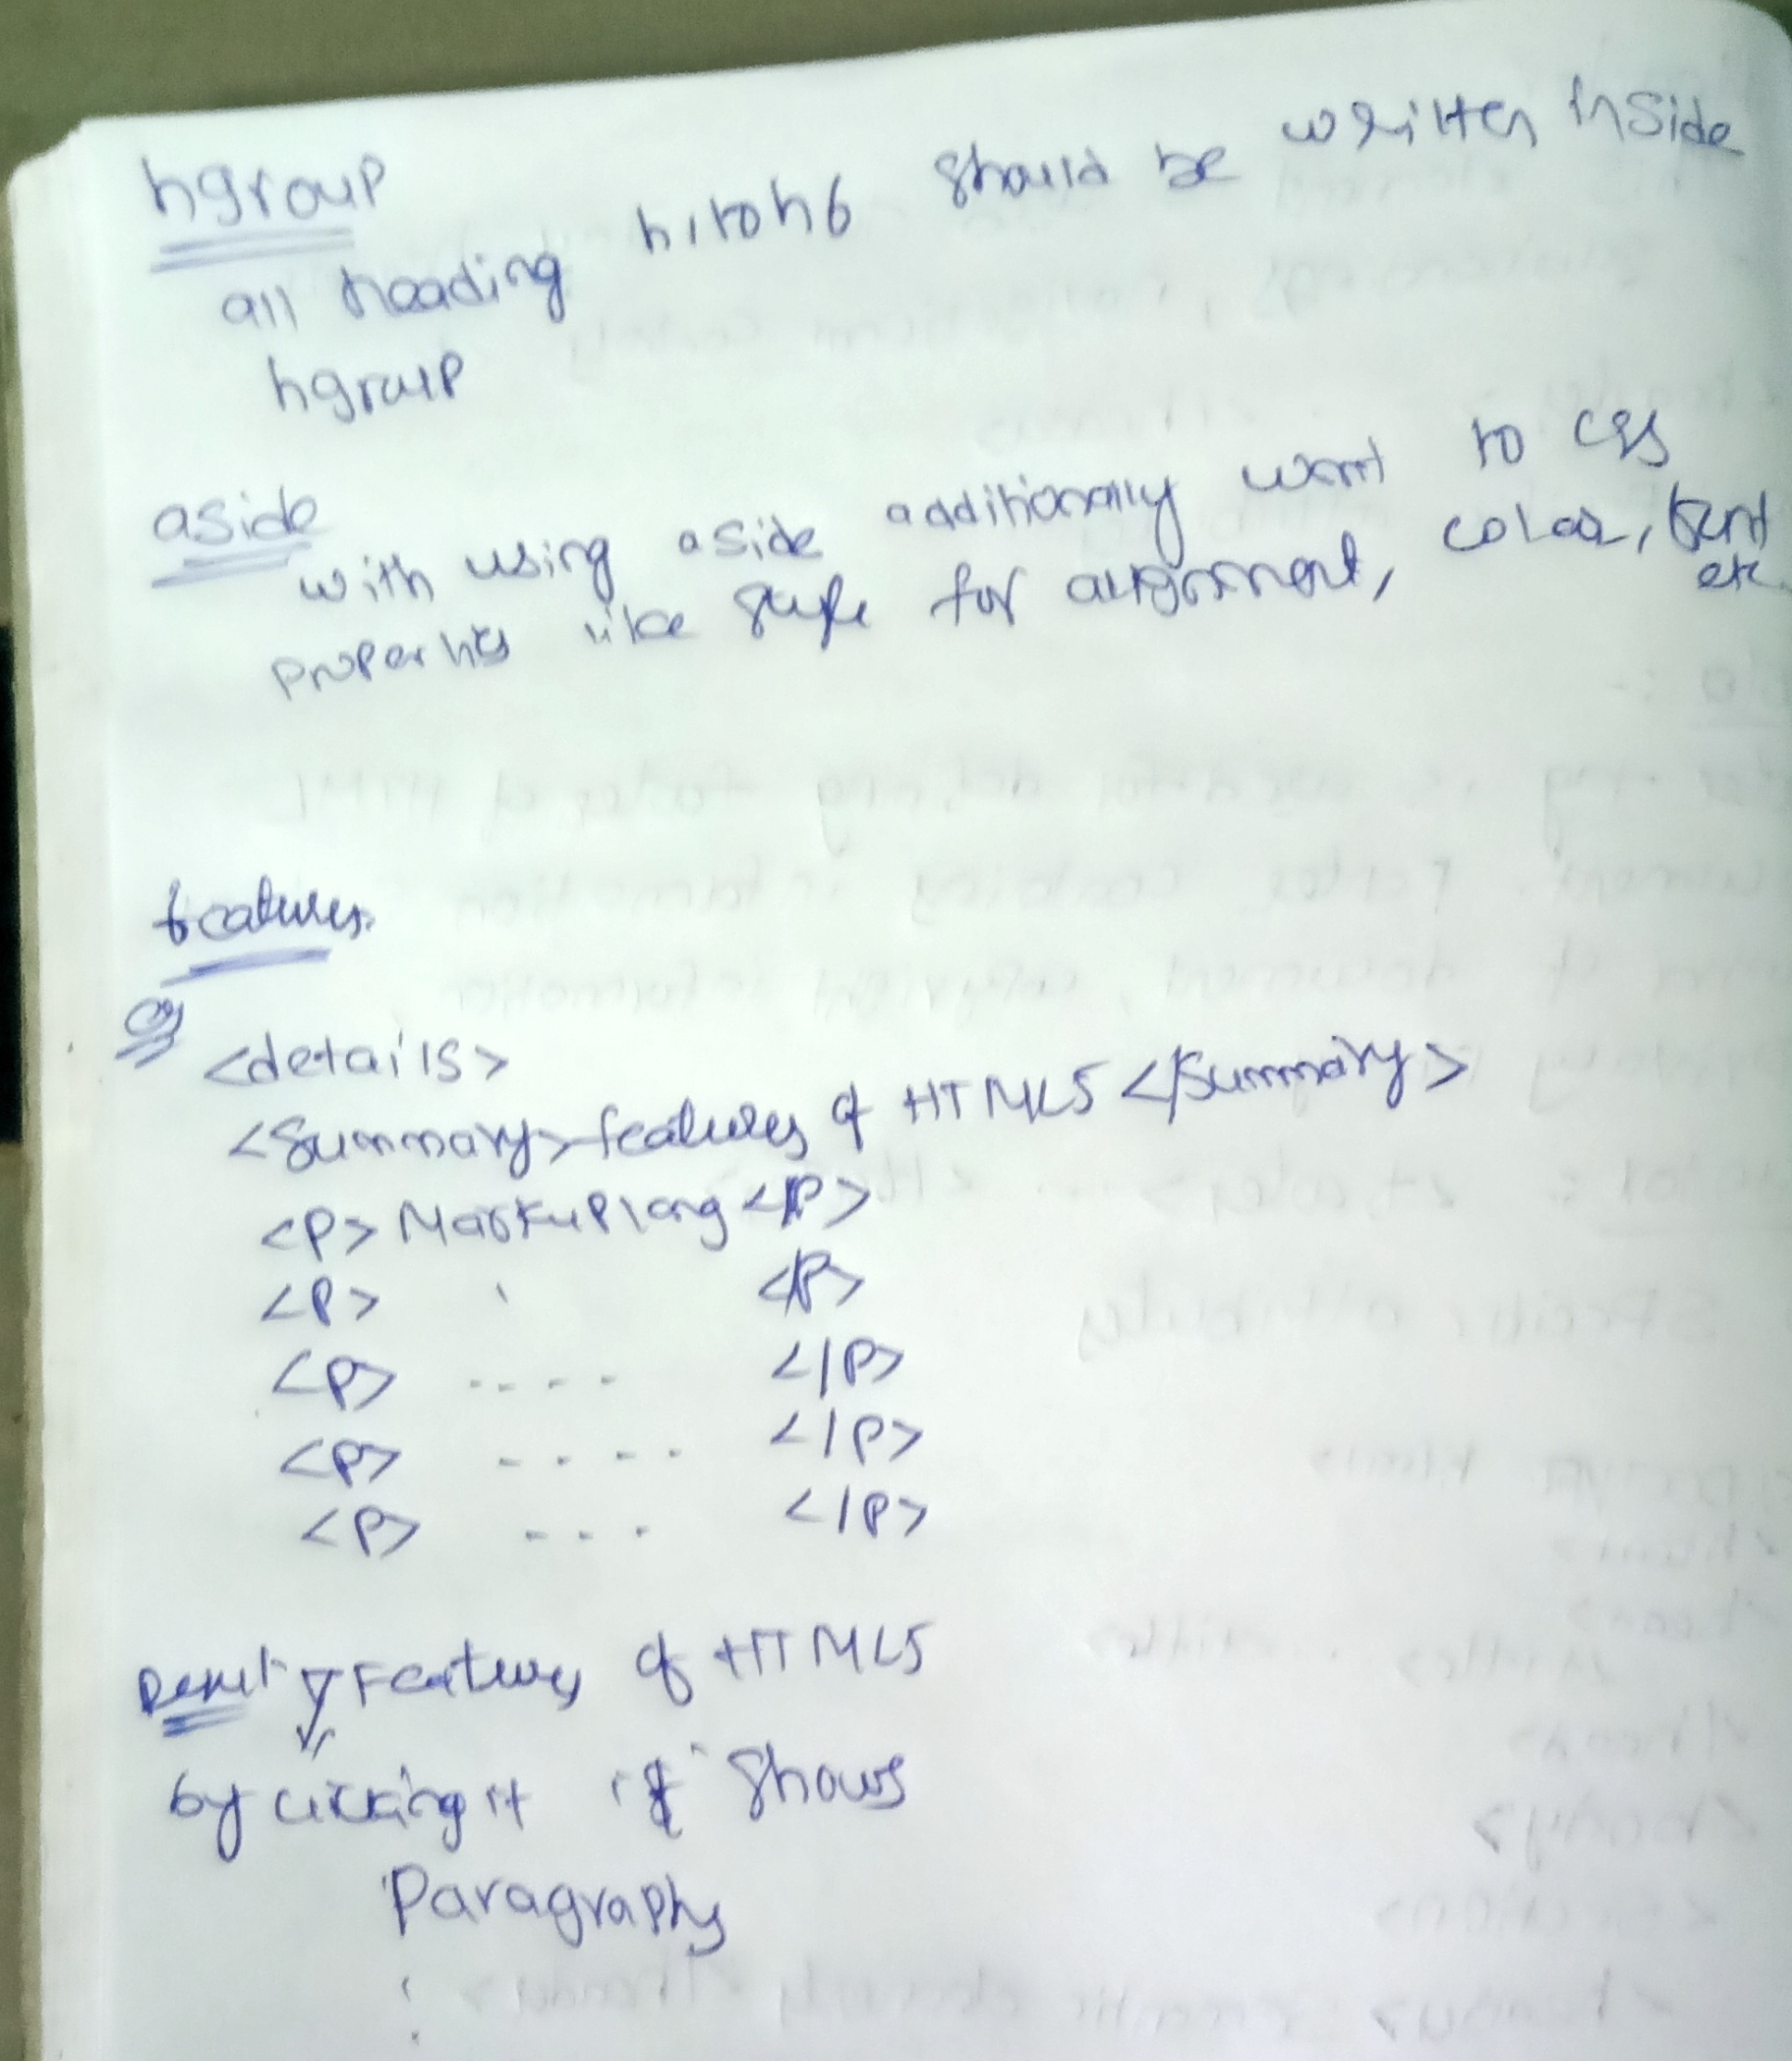 hgroup
all heading h1 to h6 should be written inside
hgroup
aside
with using aside additionally want to css
properties like style for alignment, color, font
etc.
features
eg
<details>
<summary>features of HTML5 </summary>
<P> Markup lang </P>
<P> </P>
<P> .... </P>
<P> .... </P>
<P> ... </P>
Result ▽ Features of HTML5
by clicking it it shows
Paragraphs